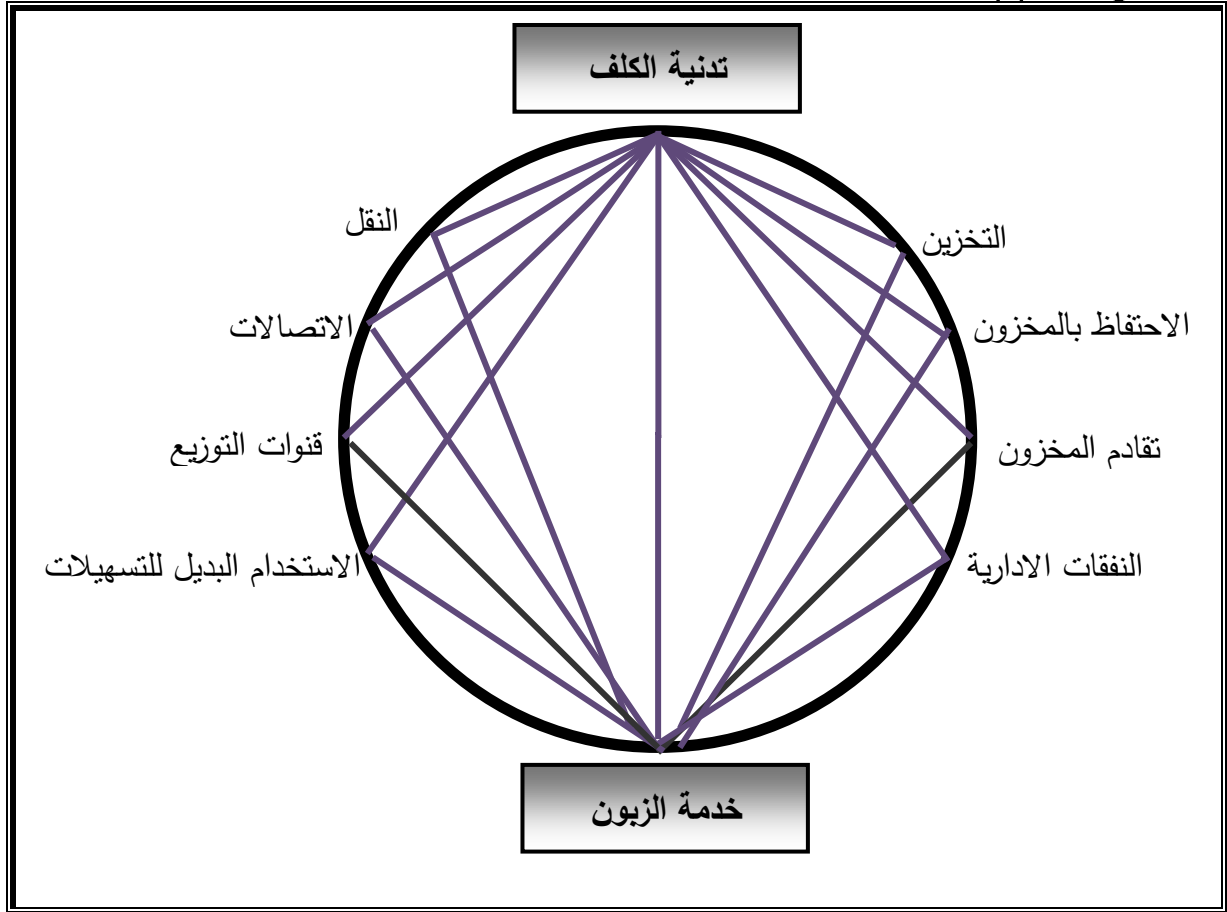 تدنية الكلف
التخزين
النقل
الاحتفاظ بالمخزون
الاتصالات
تقادم المخزون
قنوات التوزيع
النفقات الادارية
الاستخدام البديل للتسهيلات
خدمة الزبون